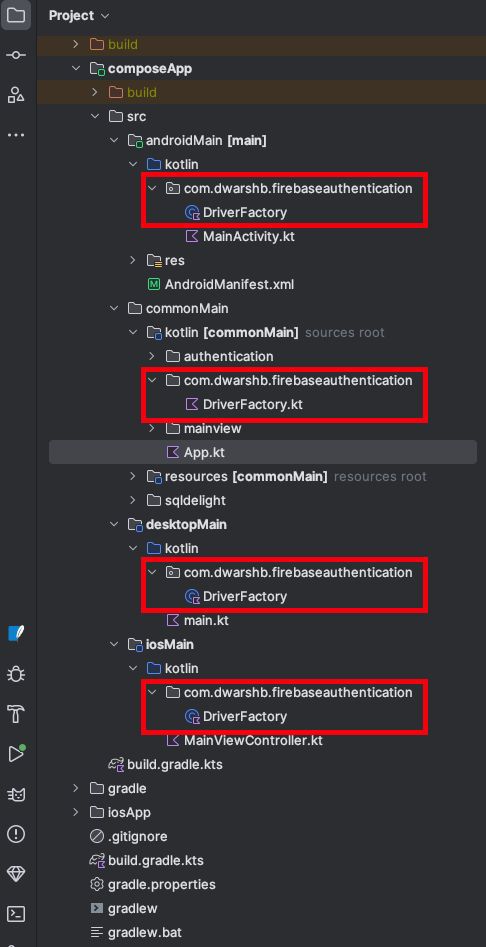 Project
build
composeApp
build
src
androidMain [main]
kotlin
com.dwarshb.firebaseauthentication
DriverFactory
MainActivity.kt
res
AndroidManifest.xml
commonMain
kotlin [commonMain] sources root
authentication
com.dwarshb.firebaseauthentication
DriverFactory.kt
mainview
App.kt
resources [commonMain] resources root
sqldelight
desktopMain
kotlin
com.dwarshb.firebaseauthentication
DriverFactory
main.kt
iosMain
kotlin
com.dwarshb.firebaseauthentication
DriverFactory
MainViewController.kt
build.gradle.kts
gradle
iosApp
.gitignore
build.gradle.kts
gradle.properties
gradlew
gradlew.bat